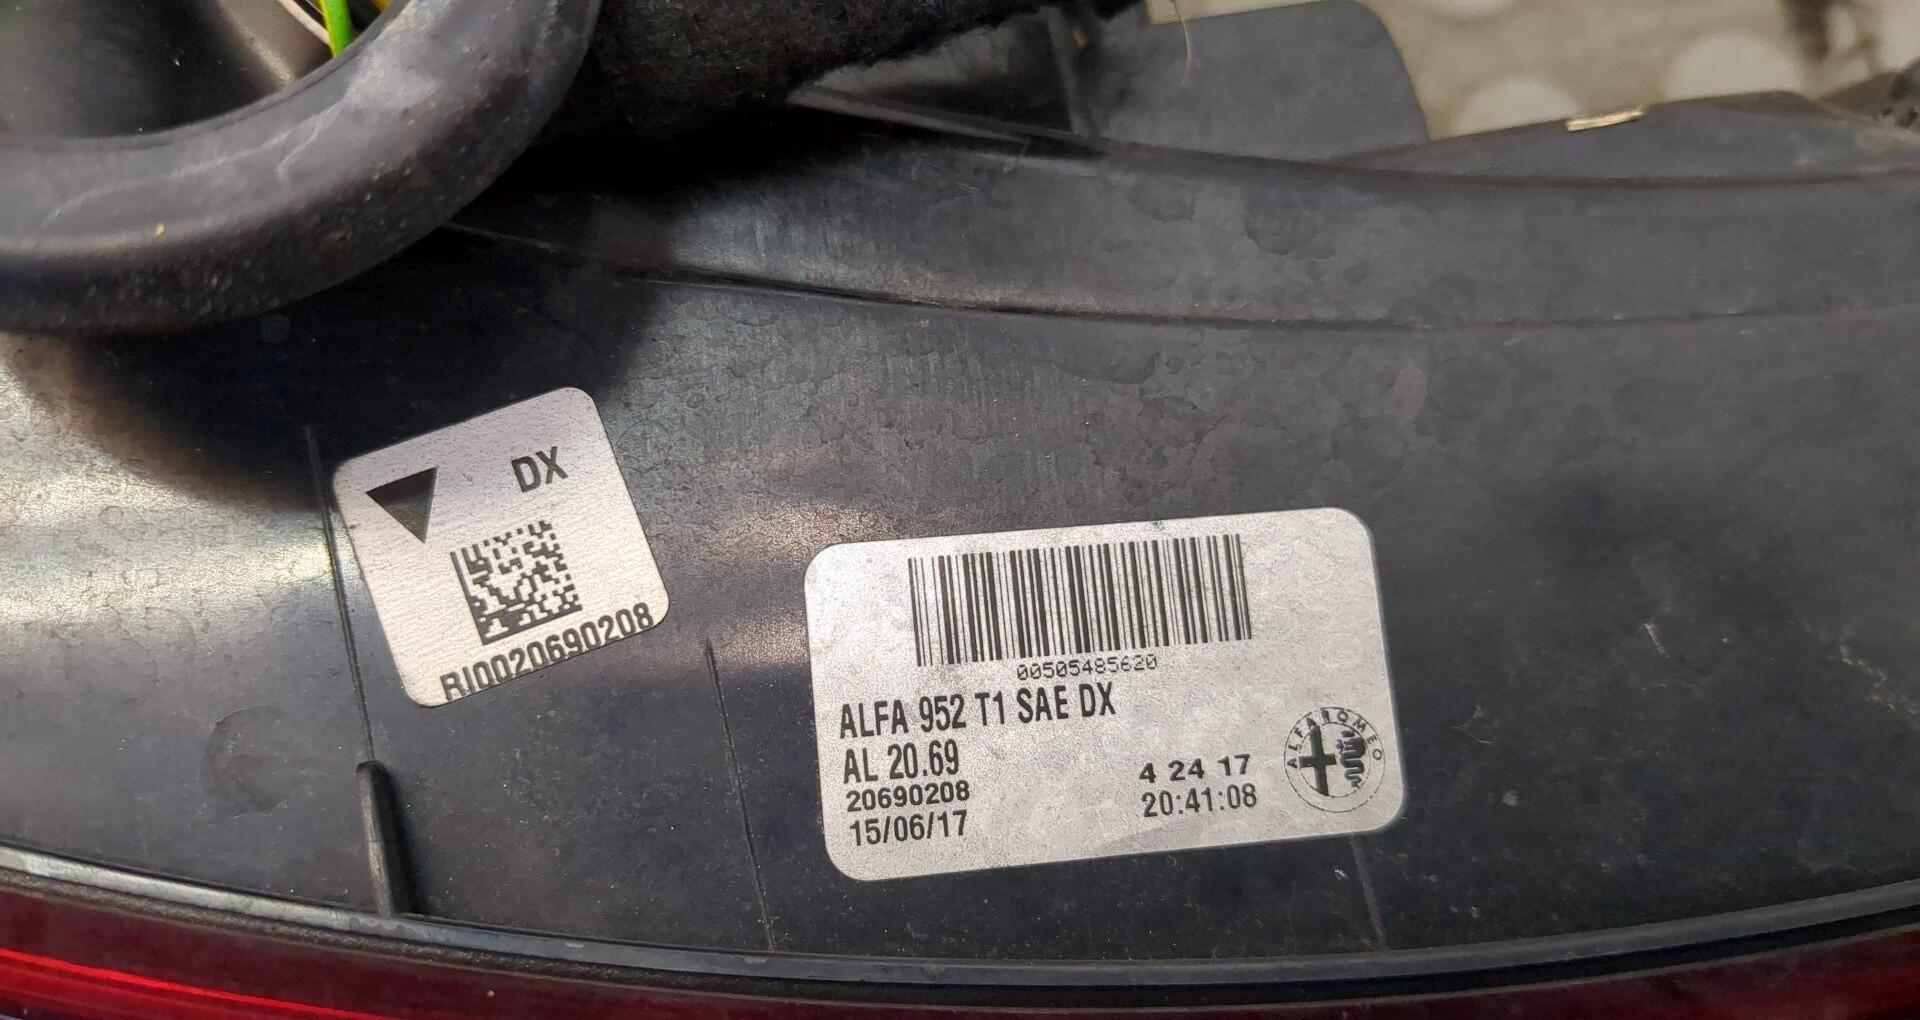 DX
RI0020690208
00505485620
ALFA 952 T1 SAE DX
AL 20.69
20690208
15/06/17
4 24 17
20:41:08
ALFA ROMEO